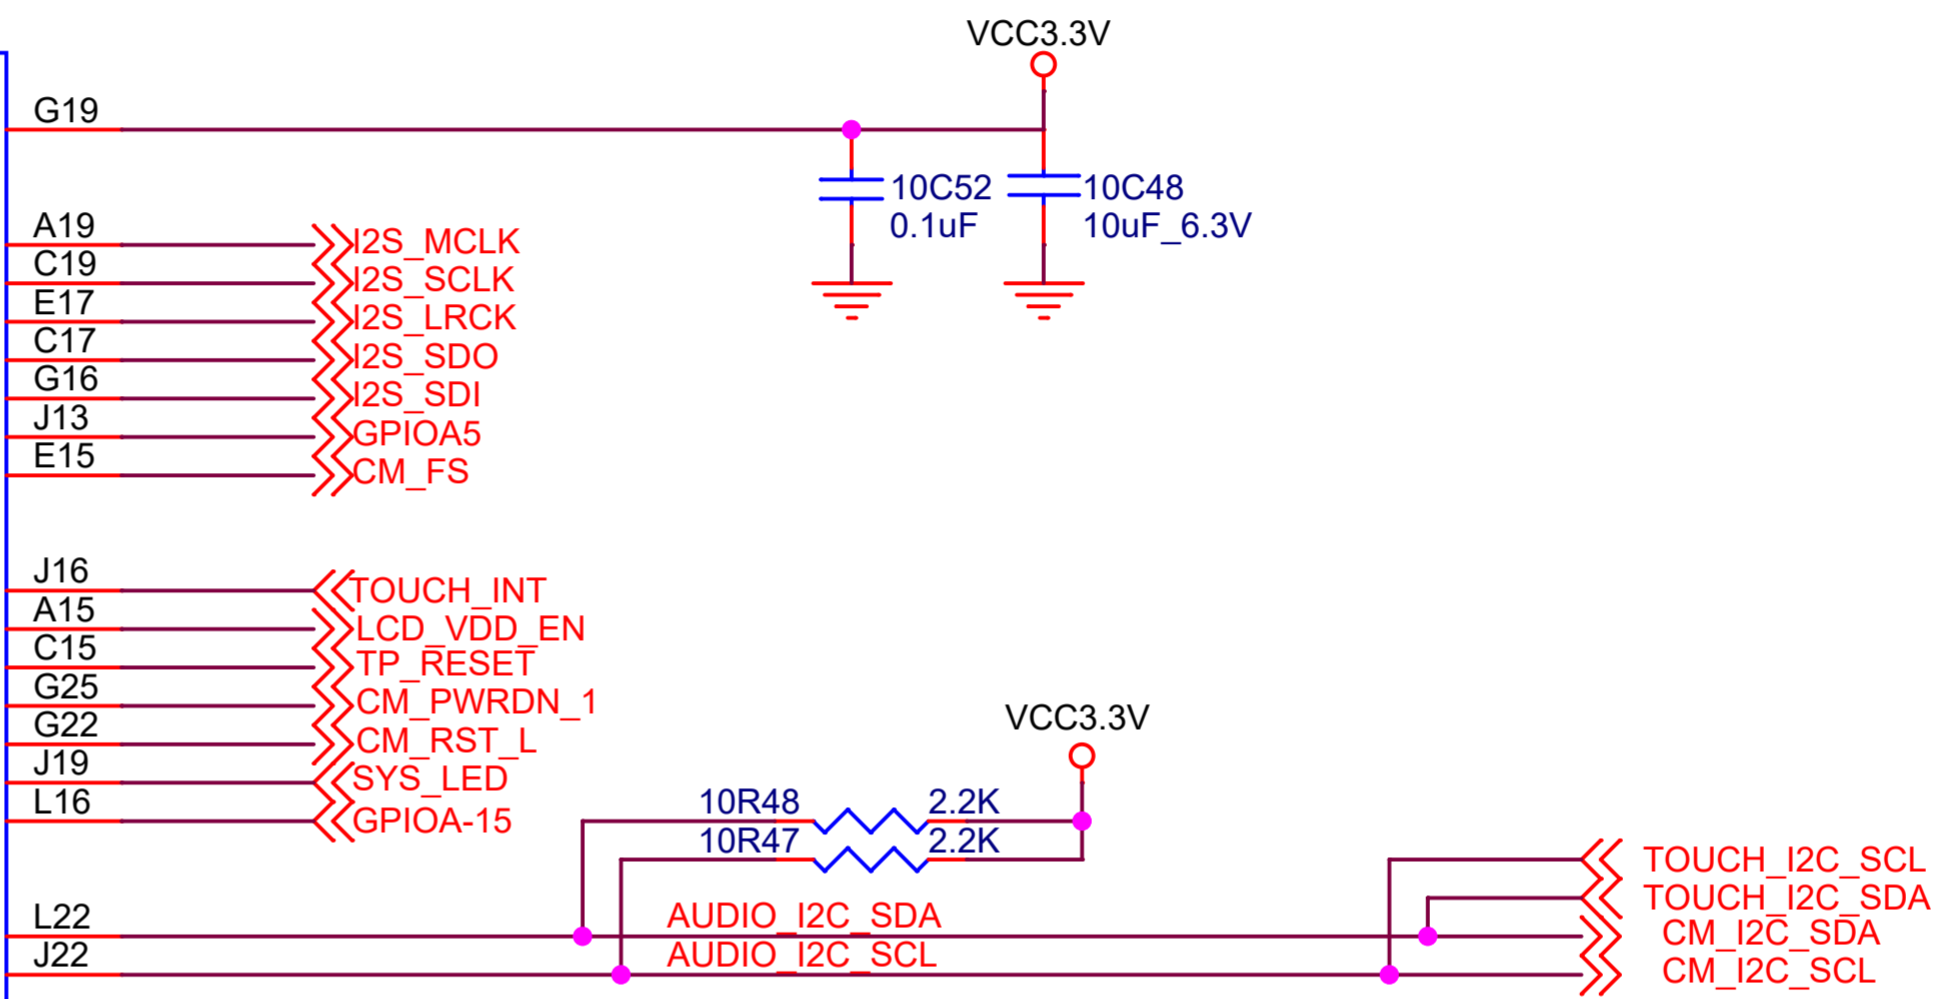 VCC3.3V
G19
10C52
0.1uF
10C48
10uF_6.3V
A19
I2S_MCLK
C19
I2S_SCLK
E17
I2S_LRCK
C17
I2S_SDO
G16
I2S_SDI
J13
GPIOA5
E15
CM_FS
J16
TOUCH_INT
A15
LCD_VDD_EN
C15
TP_RESET
G25
CM_PWRDN_1
G22
CM_RST_L
J19
SYS_LED
L16
GPIOA-15
VCC3.3V
10R48
2.2K
10R47
2.2K
L22
AUDIO_I2C_SDA
J22
AUDIO_I2C_SCL
TOUCH_I2C_SCL
TOUCH_I2C_SDA
CM_I2C_SDA
CM_I2C_SCL